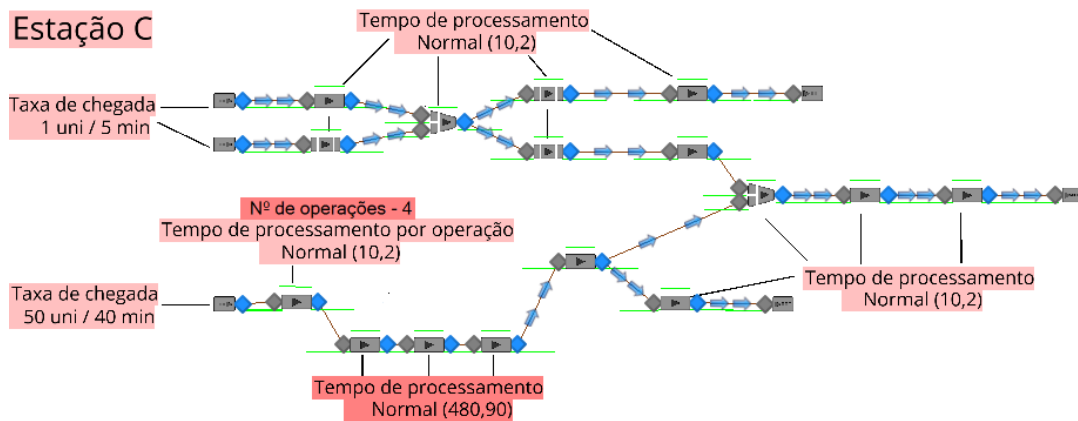 Estação C
Tempo de processamento
Normal (10,2)
Taxa de chegada
1 uni / 5 min
Nº de operações - 4
Tempo de processamento por operação
Normal (10,2)
Taxa de chegada
50 uni / 40 min
Tempo de processamento
Normal (10,2)
Tempo de processamento
Normal (480,90)